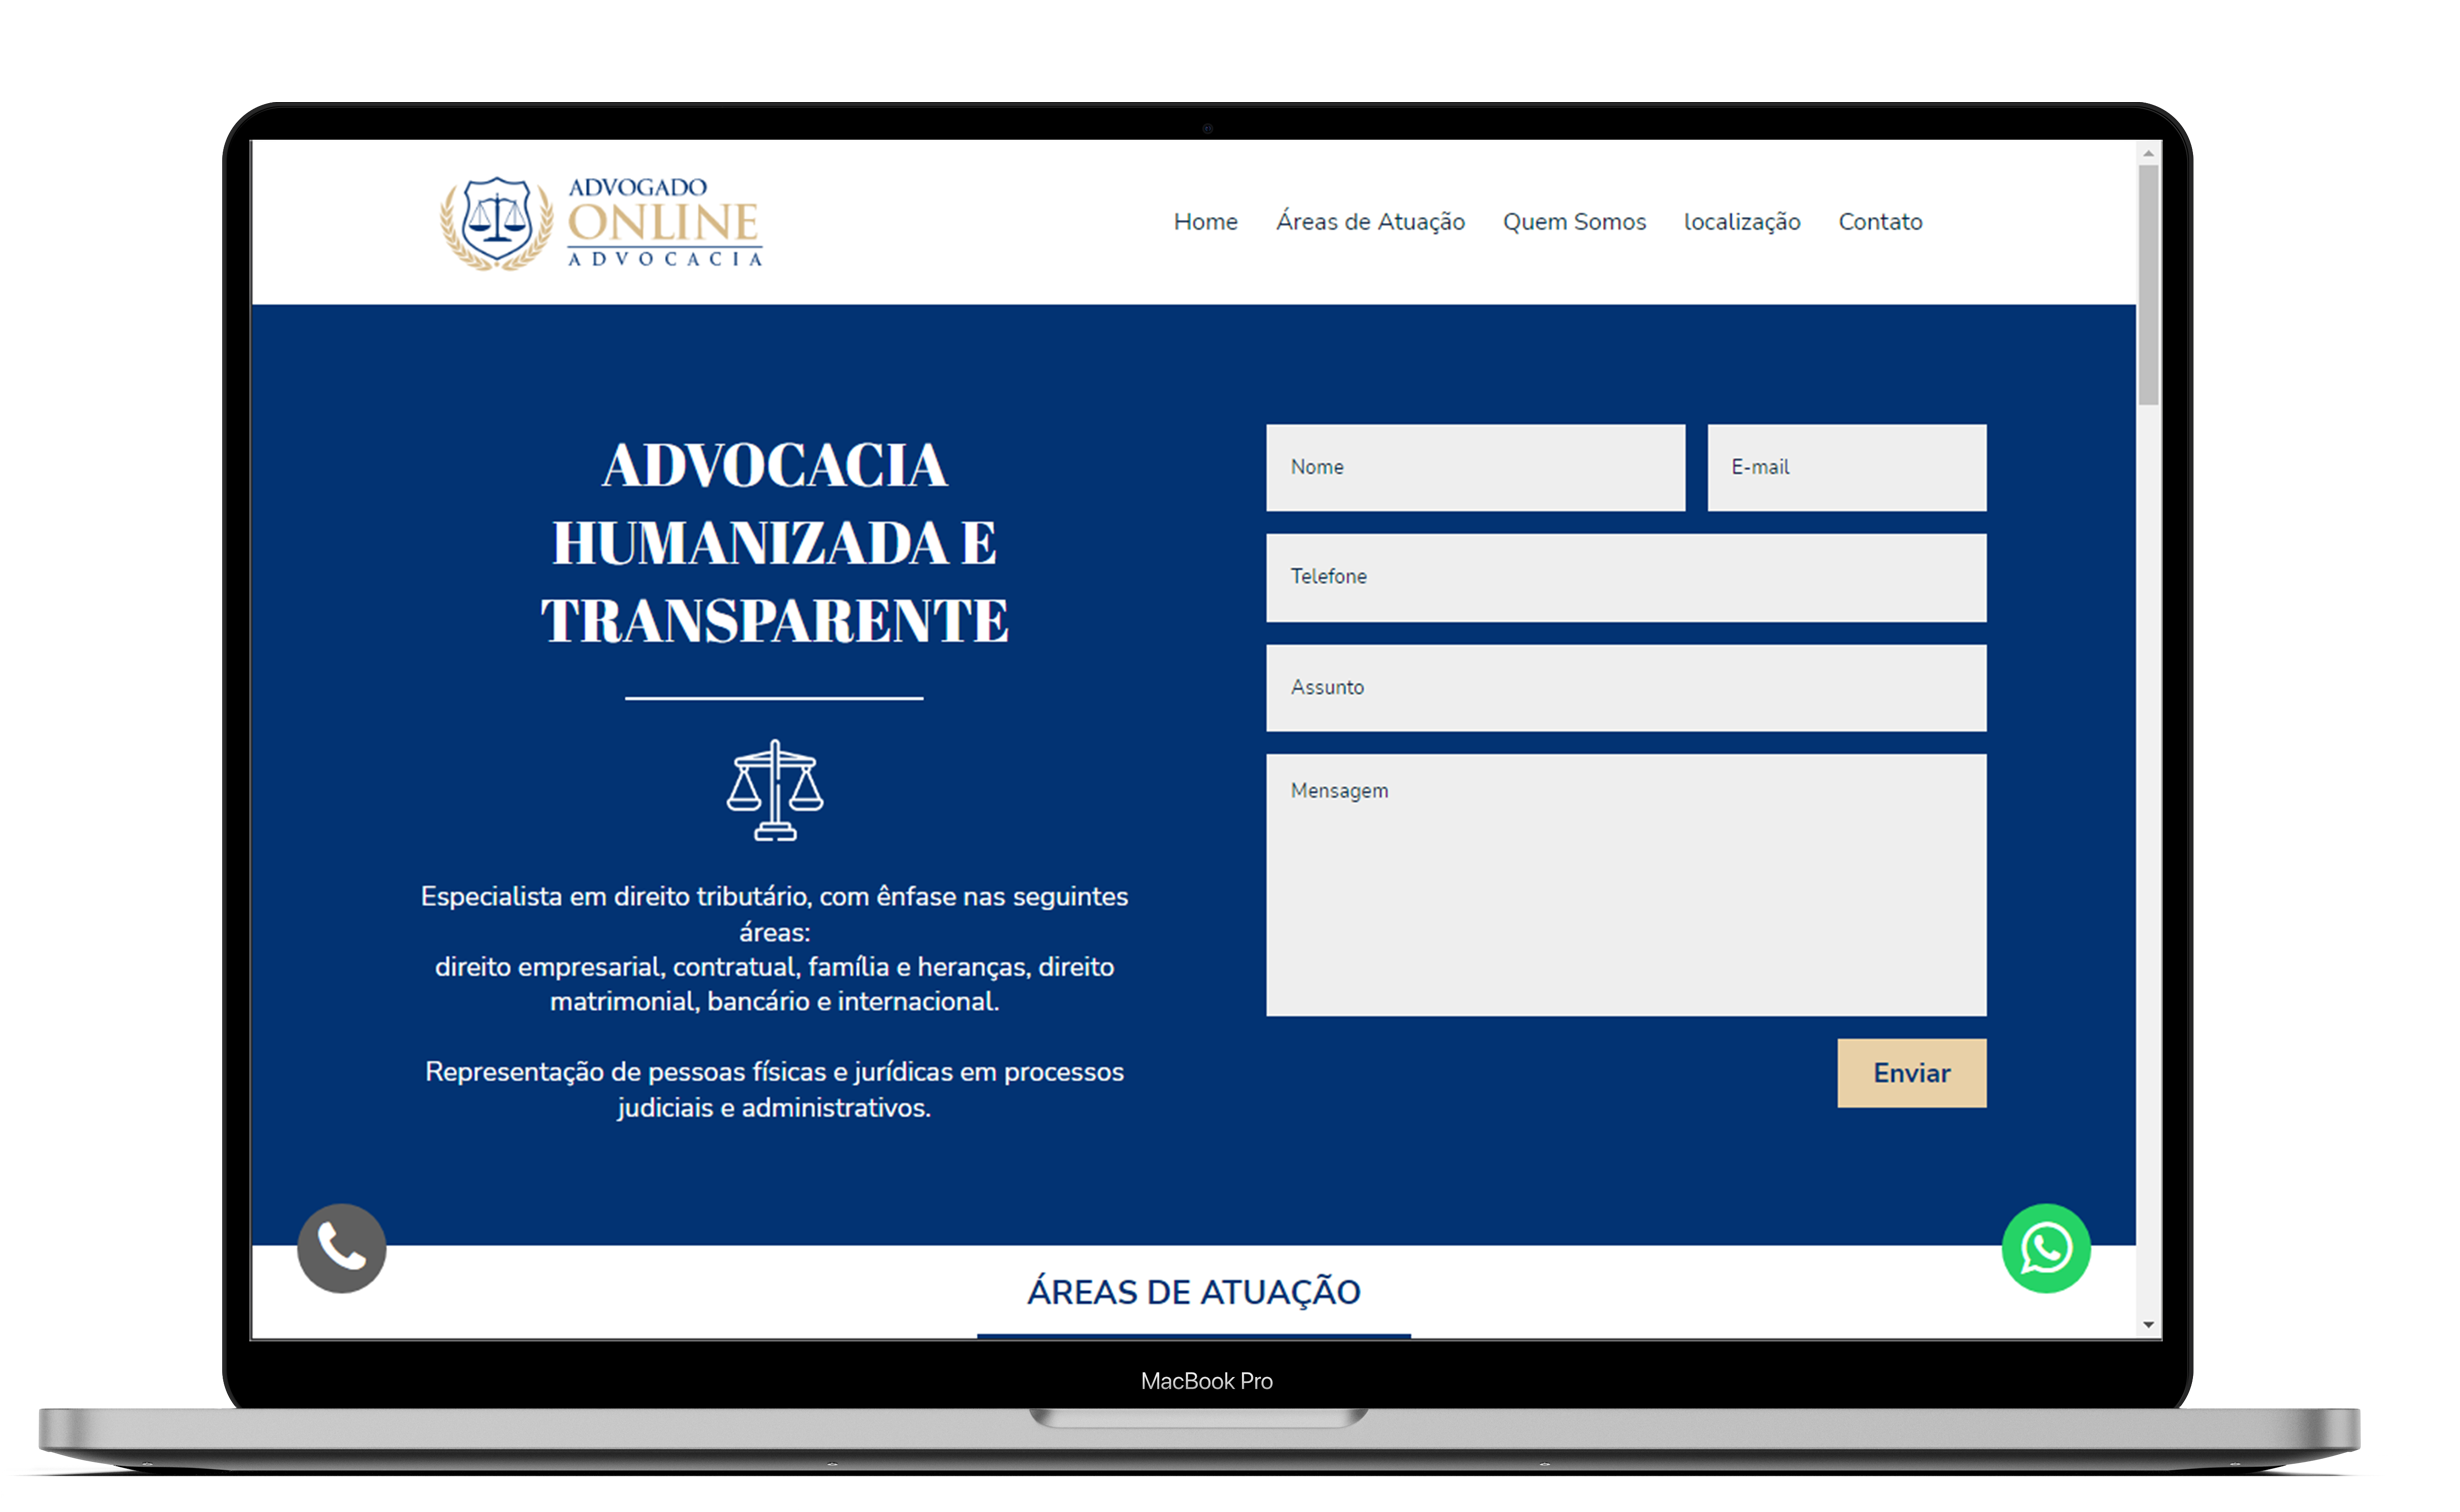 ADVOGADO
ONLINE
ADVOCACIA
Home Áreas de Atuação Quem Somos localização Contato
ADVOCACIA
HUMANIZADA E
TRANSPARENTE
Especialista em direito tributário, com ênfase nas seguintes
áreas:
direito empresarial, contratual, família e heranças, direito
matrimonial, bancário e internacional.
Representação de pessoas físicas e jurídicas em processos
judiciais e administrativos.
Nome E-mail
Telefone
Assunto
Mensagem
Enviar
ÁREAS DE ATUAÇÃO
MacBook Pro